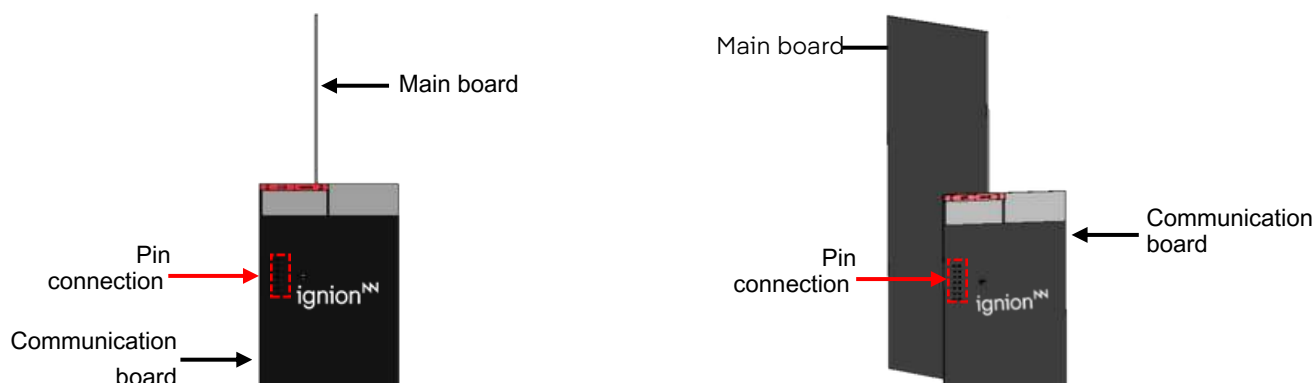 Main board
Pin
connection
ignion
Communication
board
Main board
Communication
board
Pin
connection
ignion